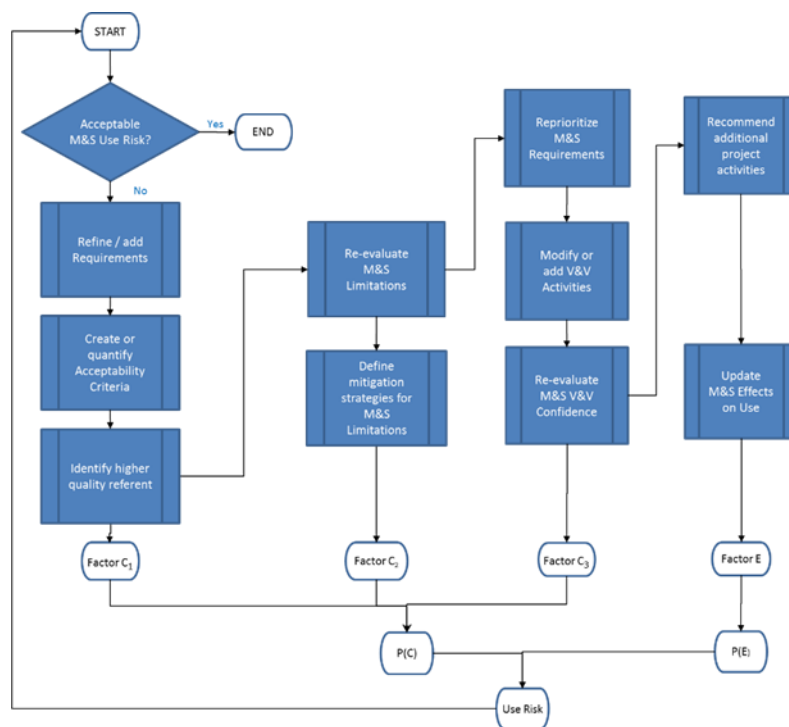 START
Acceptable
M&S Use Risk?
Yes
END
No
Refine / add
Requirements
Create or
quantify
Acceptability
Criteria
Identify higher
quality referent
Factor C₁
Re-evaluate
M&S
Limitations
Define
mitigation
strategies for
M&S
Limitations
Factor C₂
Reprioritize
M&S
Requirements
Modify or
add V&V
Activities
Re-evaluate
M&S V&V
Confidence
Factor C₃
Recommend
additional
project
activities
Update
M&S Effects
on Use
Factor E
P(C)
P(E)
Use Risk